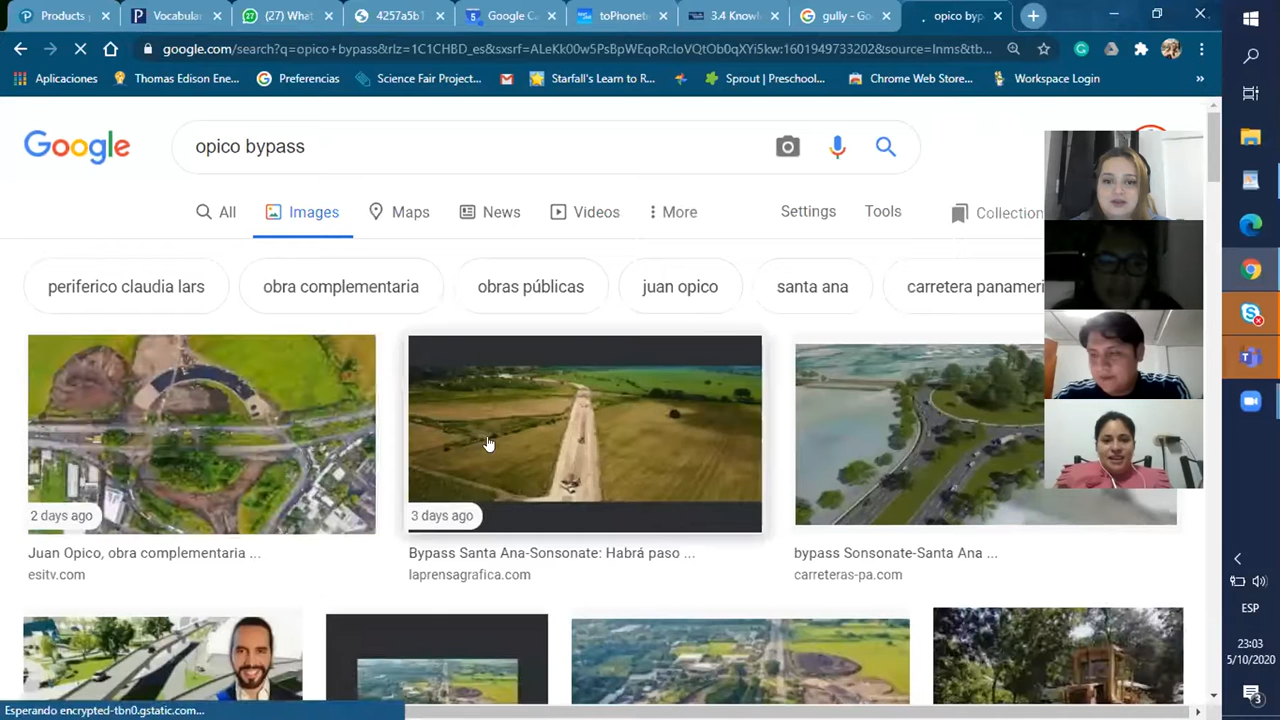 Products
Vocabular
(27) What
4257a5b1
Google C
toPhonet
3.4 Know
gully - Go
opico byp
google.com/search?q=opico+bypass&rlz=1C1CHBD_es&sxsrf=ALeKk00w5PsBpWEqoRcIoVQtOb0qXYi5kw:1601949733202&source=lnms&tb...
Aplicaciones
Thomas Edison Ene...
Preferencias
Science Fair Project...
Starfall's Learn to R...
Sprout | Preschool...
Chrome Web Store...
Workspace Login
»
Google
opico bypass
All
Images
Maps
News
Videos
More
Settings
Tools
Collection
periferico claudia lars
obra complementaria
obras públicas
juan opico
santa ana
carretera panameri
2 days ago
3 days ago
Juan Opico, obra complementaria ...
esitv.com
Bypass Santa Ana-Sonsonate: Habrá paso ...
laprensagrafica.com
bypass Sonsonate-Santa Ana ...
carreteras-pa.com
Esperando encrypted-tbn0.gstatic.com...
ESP
23:03
5/10/2020
3